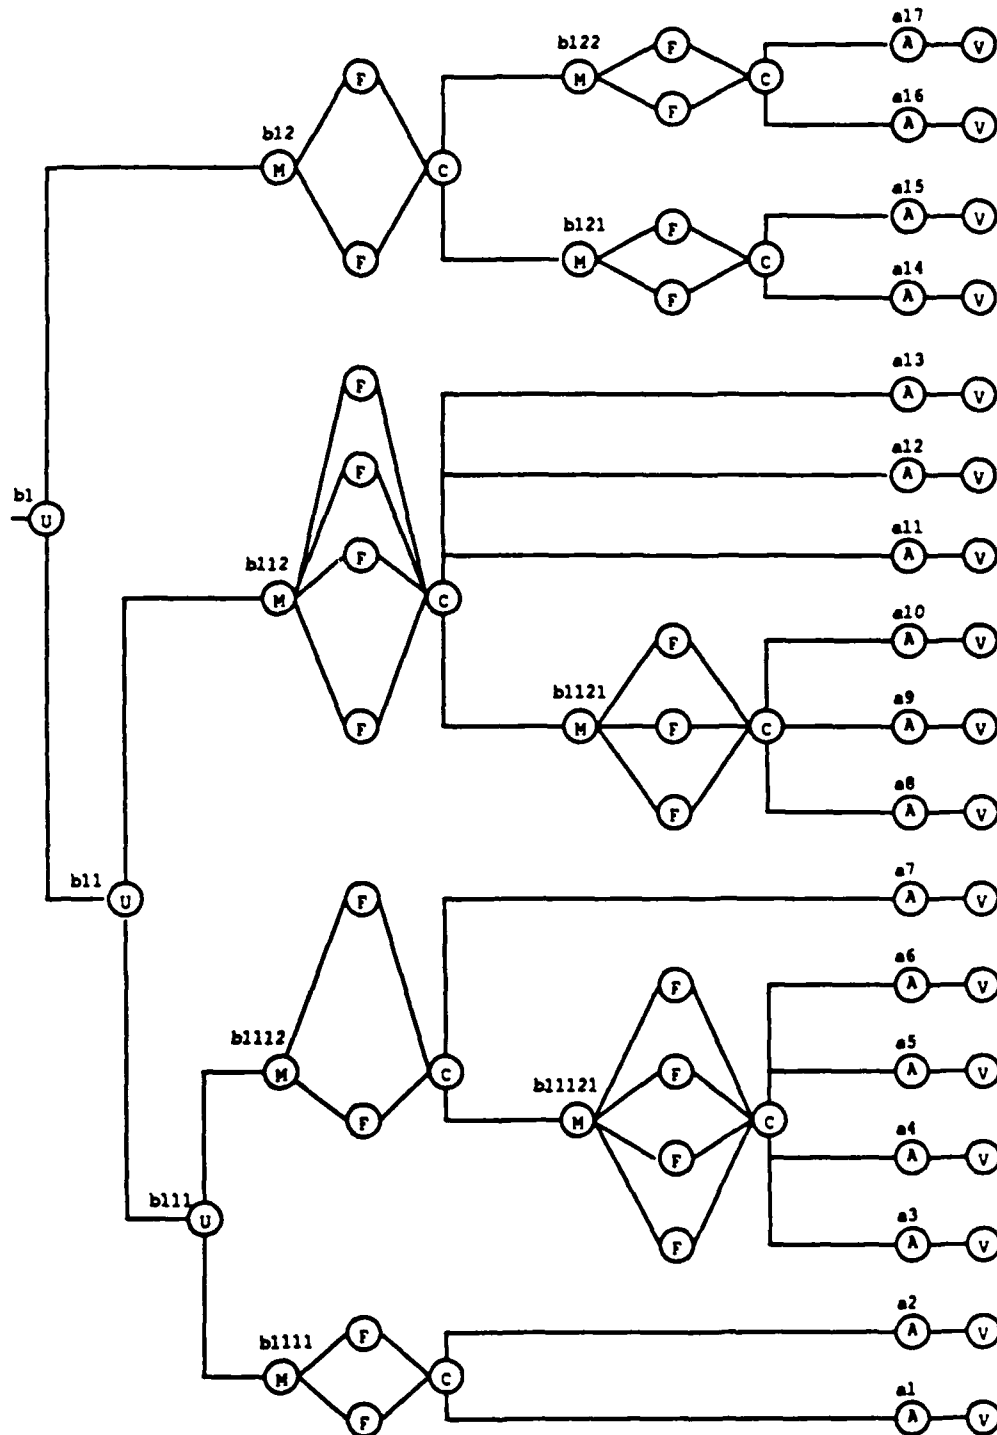 a17
b122 F A V
F M C a16
b12 F A V
M C a15
b121 F A V
F M C a14
F A V
a13
F A V
a12
F A V
b1 U a11
b112 F A V
M C a10
F A V
b1121 a9
F M F C A V
a8
F A V
b11 a7
U F A V
a6
F A V
b1112 a5
M C F A V
b11121
F M C a4
F A V
b111 a3
U F A V
a2
b1111 F A V
M C a1
F A V